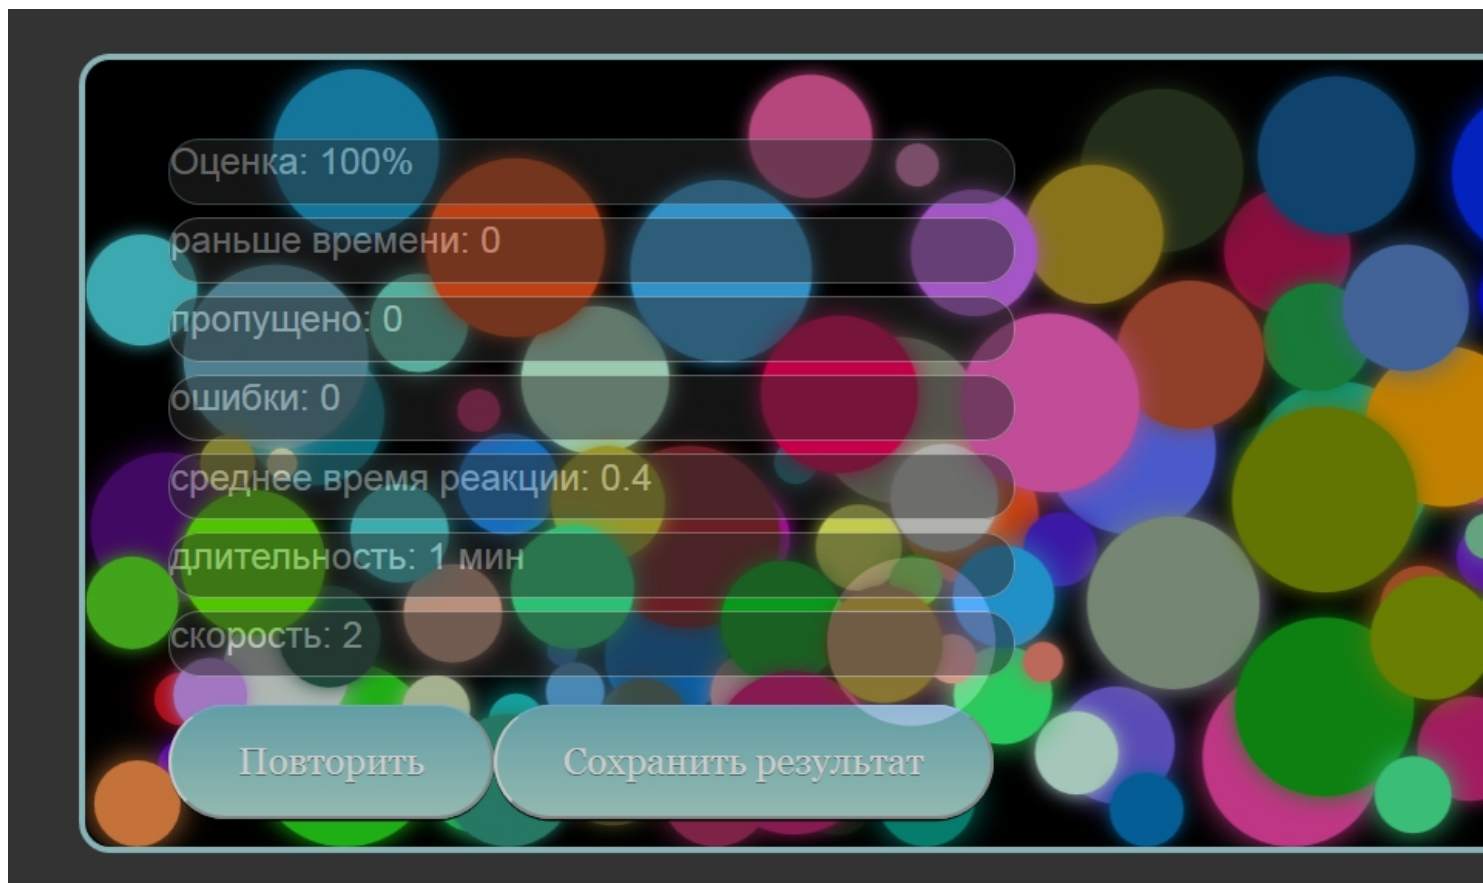 Оценка: 100%
раньше времени: 0
пропущено: 0
ошибки: 0
среднее время реакции: 0.4
длительность: 1 мин
скорость: 2
Повторить
Сохранить результат